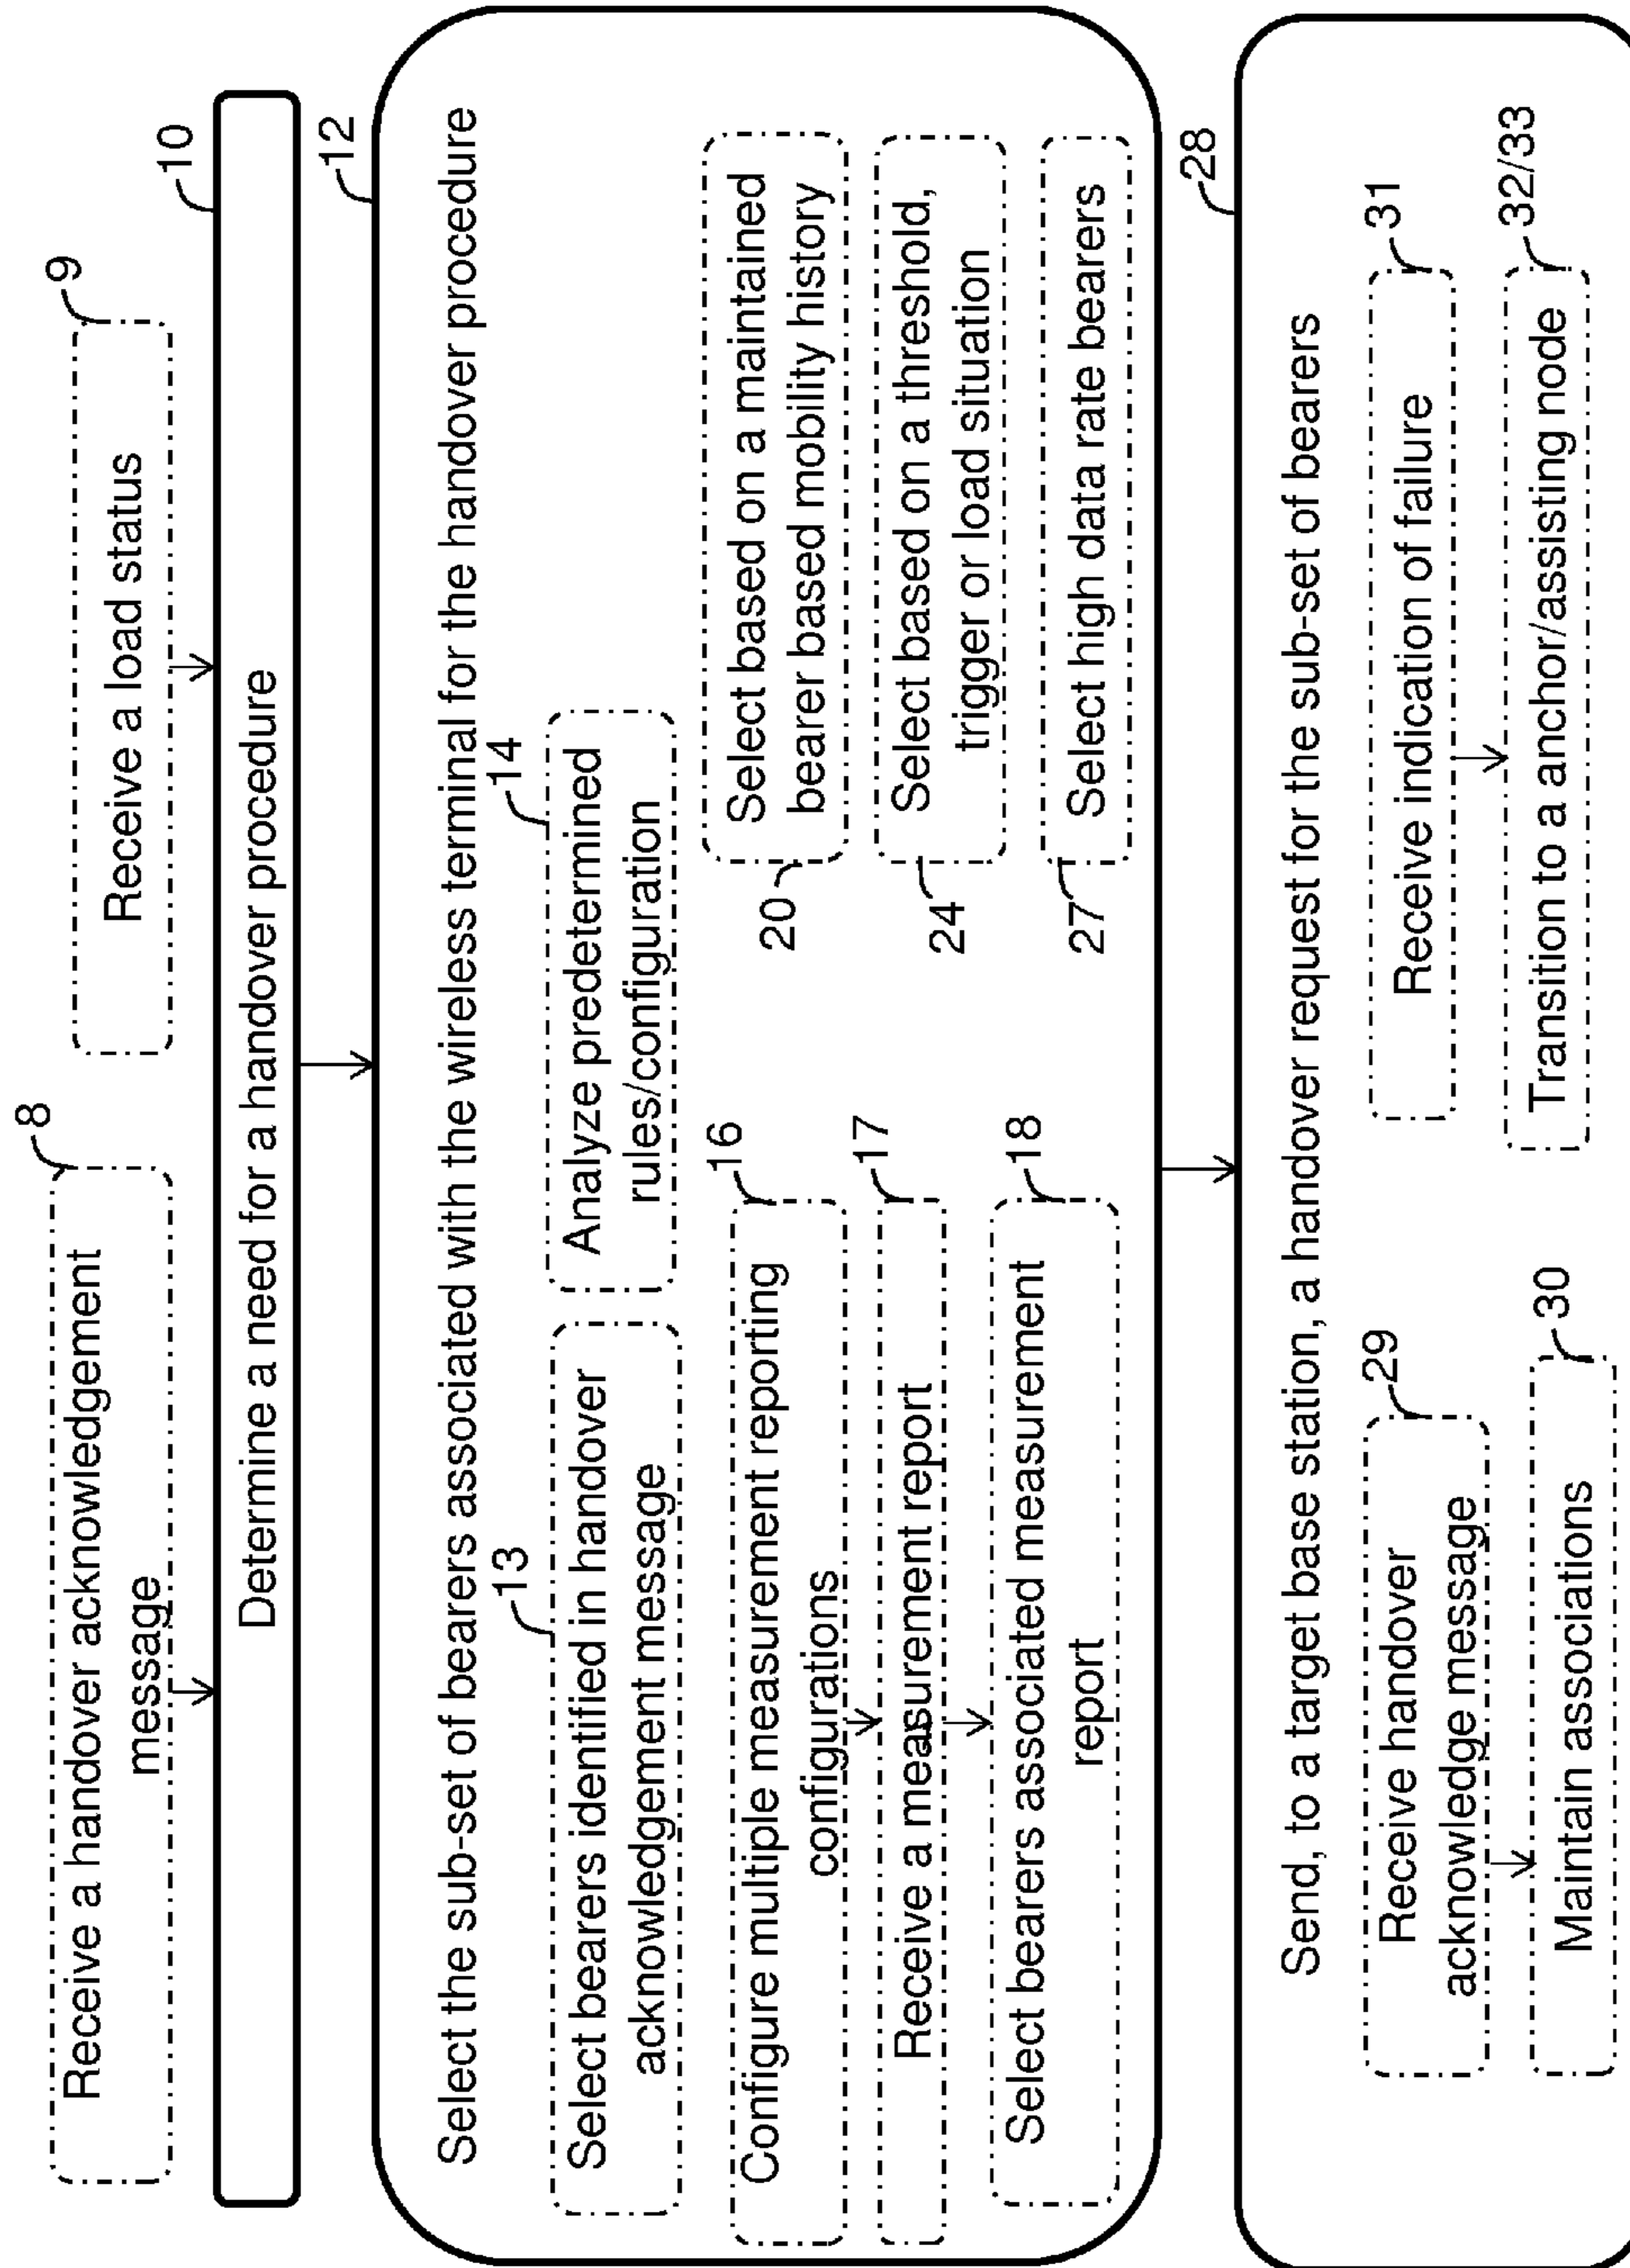 8
Receive a handover acknowledgement
message
9
Receive a load status
10
Determine a need for a handover procedure
12
Select the sub-set of bearers associated with the wireless terminal for the handover procedure
13
Select bearers identified in handover
acknowledgement message
14
Analyze predetermined
rules/configuration
16
Configure multiple measurement reporting
configurations
17
Receive a measurement report
18
Select bearers associated measurement
report
20
Select based on a maintained
bearer based mobility history
24
Select based on a threshold,
trigger or load situation
27
Select high data rate bearers
28
Send, to a target base station, a handover request for the sub-set of bearers
29
Receive handover
acknowledge message
30
Maintain associations
31
Receive indication of failure
32/33
Transition to a anchor/assisting node